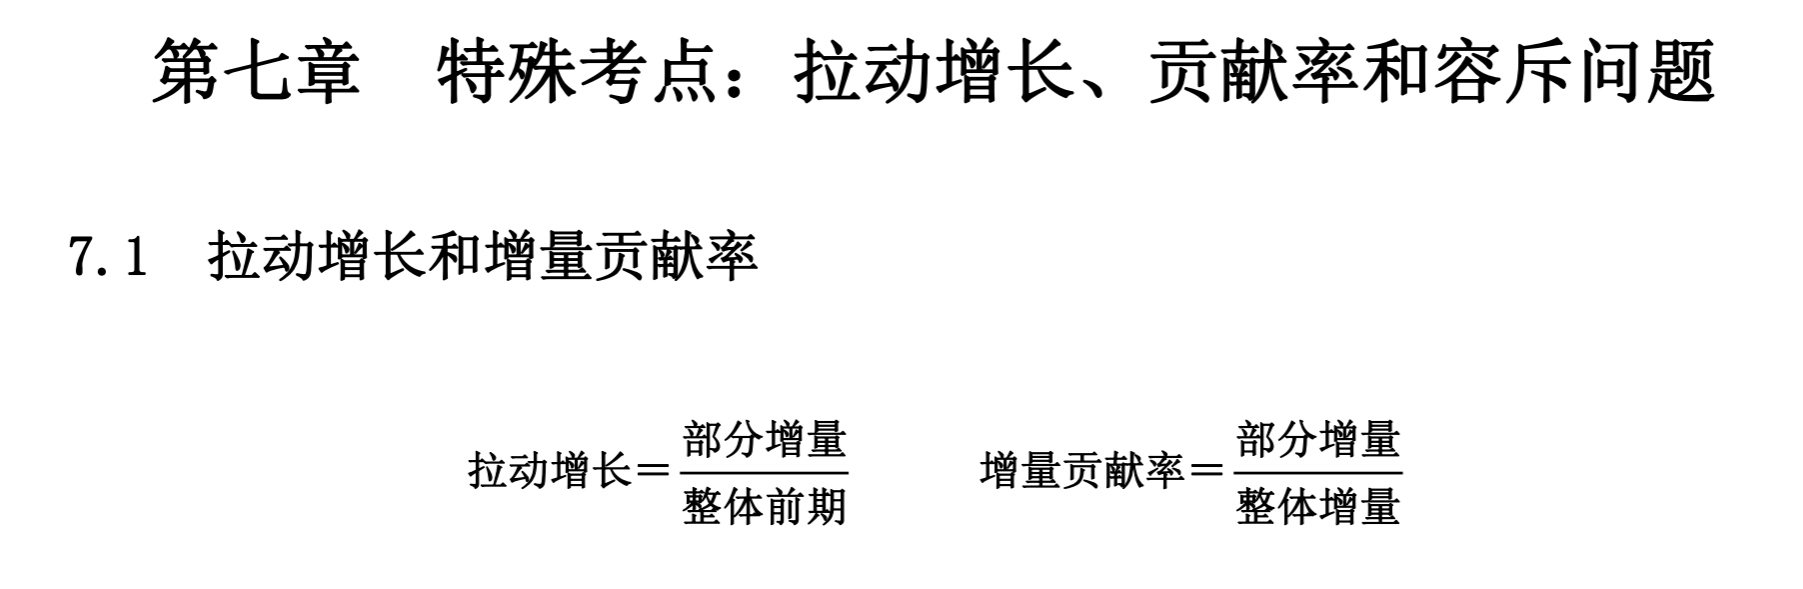 第七章　特殊考点：拉动增长、贡献率和容斥问题
7.1　拉动增长和增量贡献率
拉动增长=部分增量/整体前期　增量贡献率=部分增量/整体增量